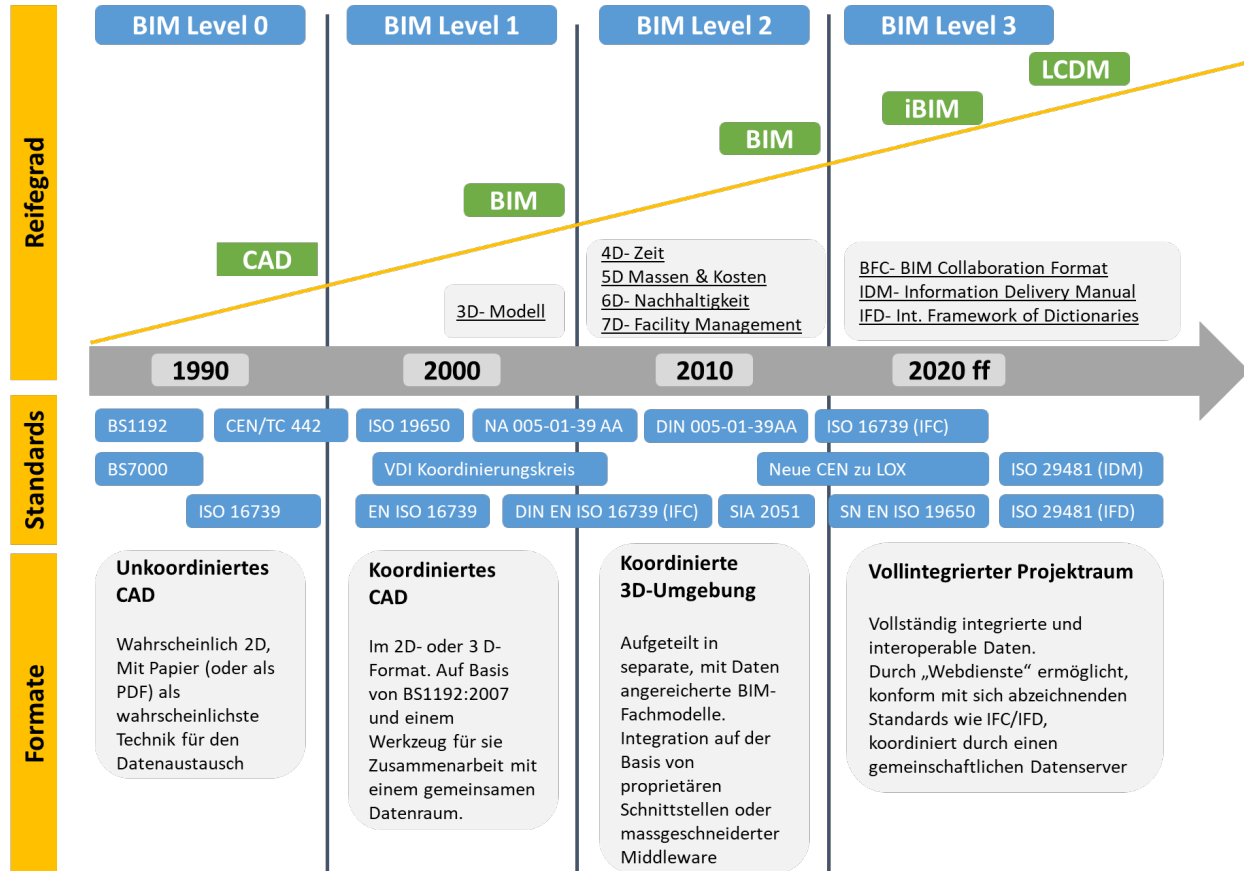 BIM Level 0
BIM Level 1
BIM Level 2
BIM Level 3
Reifegrad
LCDM
iBIM
BIM
BIM
CAD
3D- Modell
4D- Zeit
5D Massen & Kosten
6D- Nachhaltigkeit
7D- Facility Management
BFC- BIM Collaboration Format
IDM- Information Delivery Manual
IFD- Int. Framework of Dictionaries
1990
2000
2010
2020 ff
Standards
BS1192
CEN/TC 442
ISO 19650
NA 005-01-39 AA
DIN 005-01-39AA
ISO 16739 (IFC)
BS7000
VDI Koordinierungskreis
Neue CEN zu LOX
ISO 29481 (IDM)
ISO 16739
EN ISO 16739
DIN EN ISO 16739 (IFC)
SIA 2051
SN EN ISO 19650
ISO 29481 (IFD)
Formate
Unkoordiniertes
CAD
Wahrscheinlich 2D,
Mit Papier (oder als
PDF) als
wahrscheinlichste
Technik für den
Datenaustausch
Koordiniertes
CAD
Im 2D- oder 3 D-
Format. Auf Basis
von BS1192:2007
und einem
Werkzeug für sie
Zusammenarbeit mit
einem gemeinsamen
Datenraum.
Koordinierte
3D-Umgebung
Aufgeteilt in
separate, mit Daten
angereicherte BIM-
Fachmodelle.
Integration auf der
Basis von
proprietären
Schnittstellen oder
massgeschneiderter
Middleware
Vollintegrierter Projektraum
Vollständig integrierte und
interoperable Daten.
Durch „Webdienste“ ermöglicht,
konform mit sich abzeichnenden
Standards wie IFC/IFD,
koordiniert durch einen
gemeinschaftlichen Datenserver